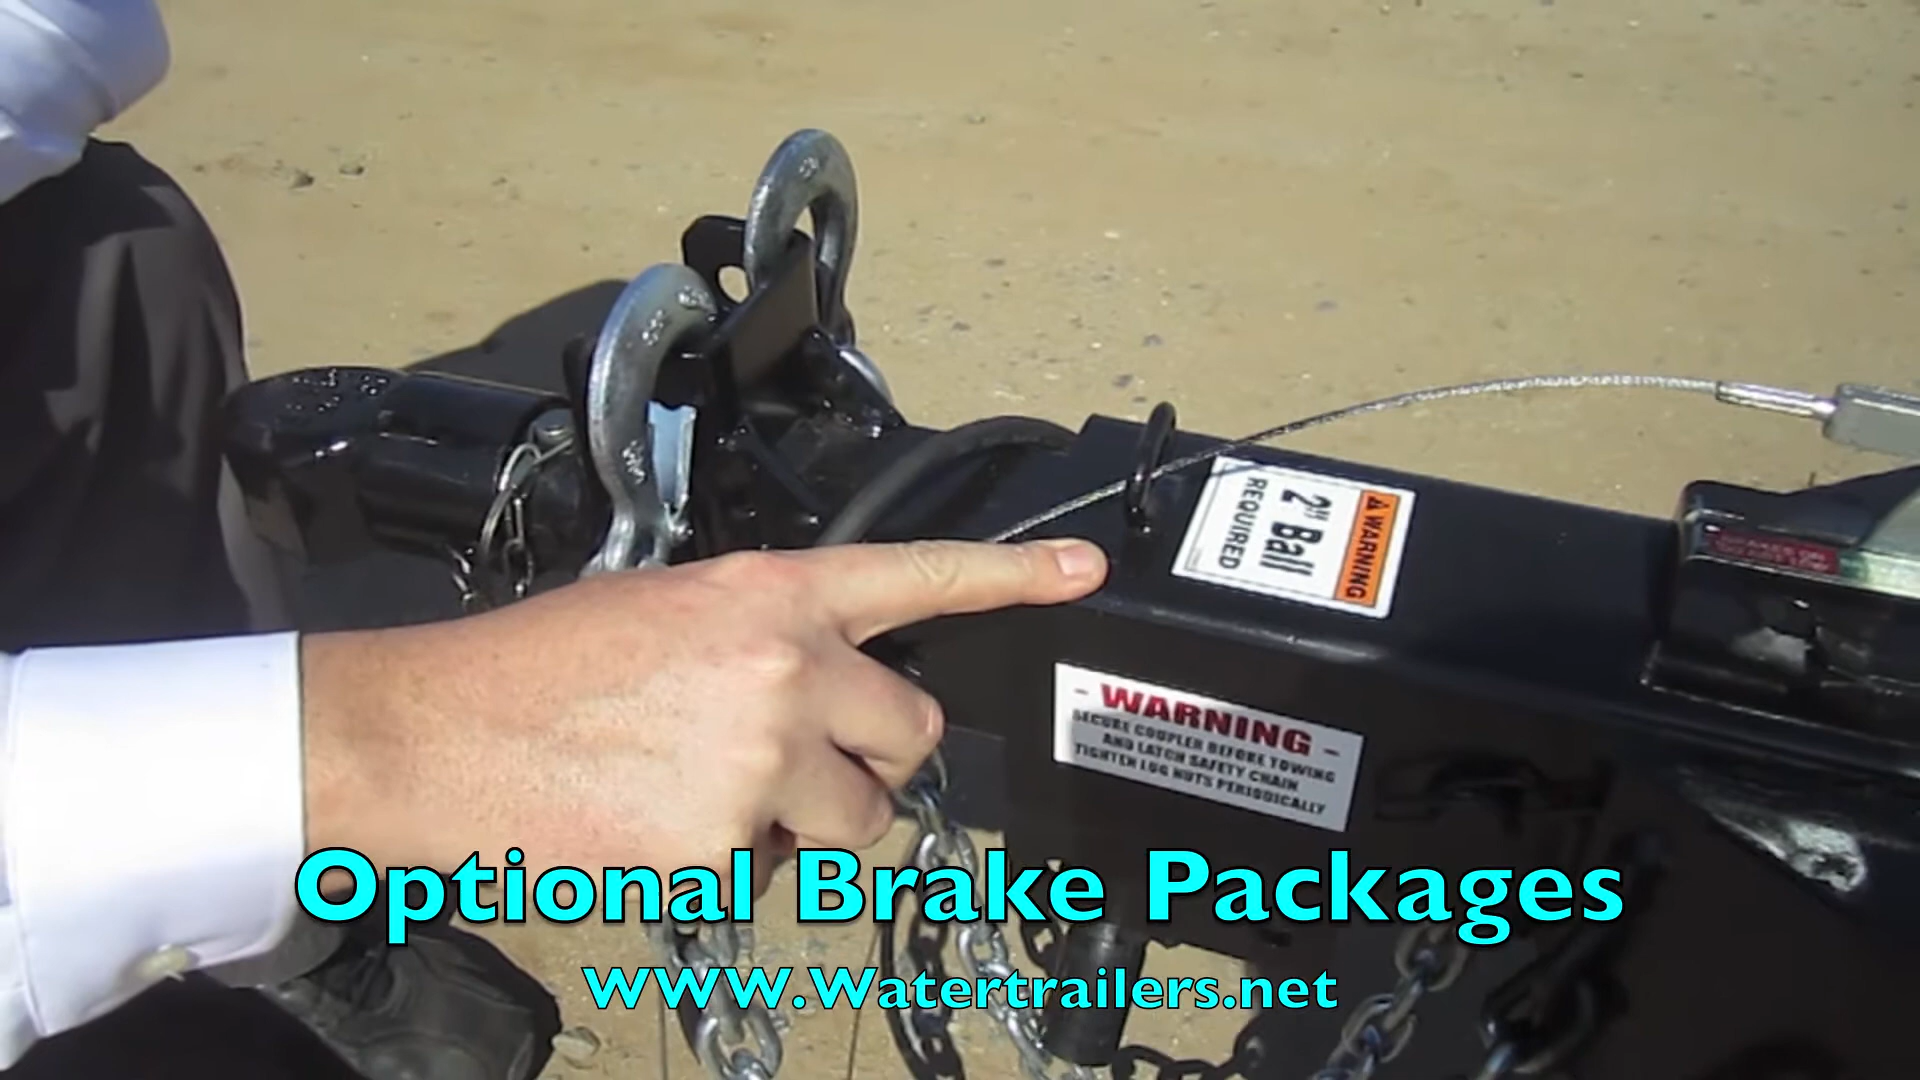 WARNING
2" Ball
REQUIRED
- WARNING -
SECURE COUPLER BEFORE TOWING
AND LATCH SAFETY CHAIN
TIGHTEN LUG NUTS PERIODICALLY
Optional Brake Packages
WWW.Watertrailers.net